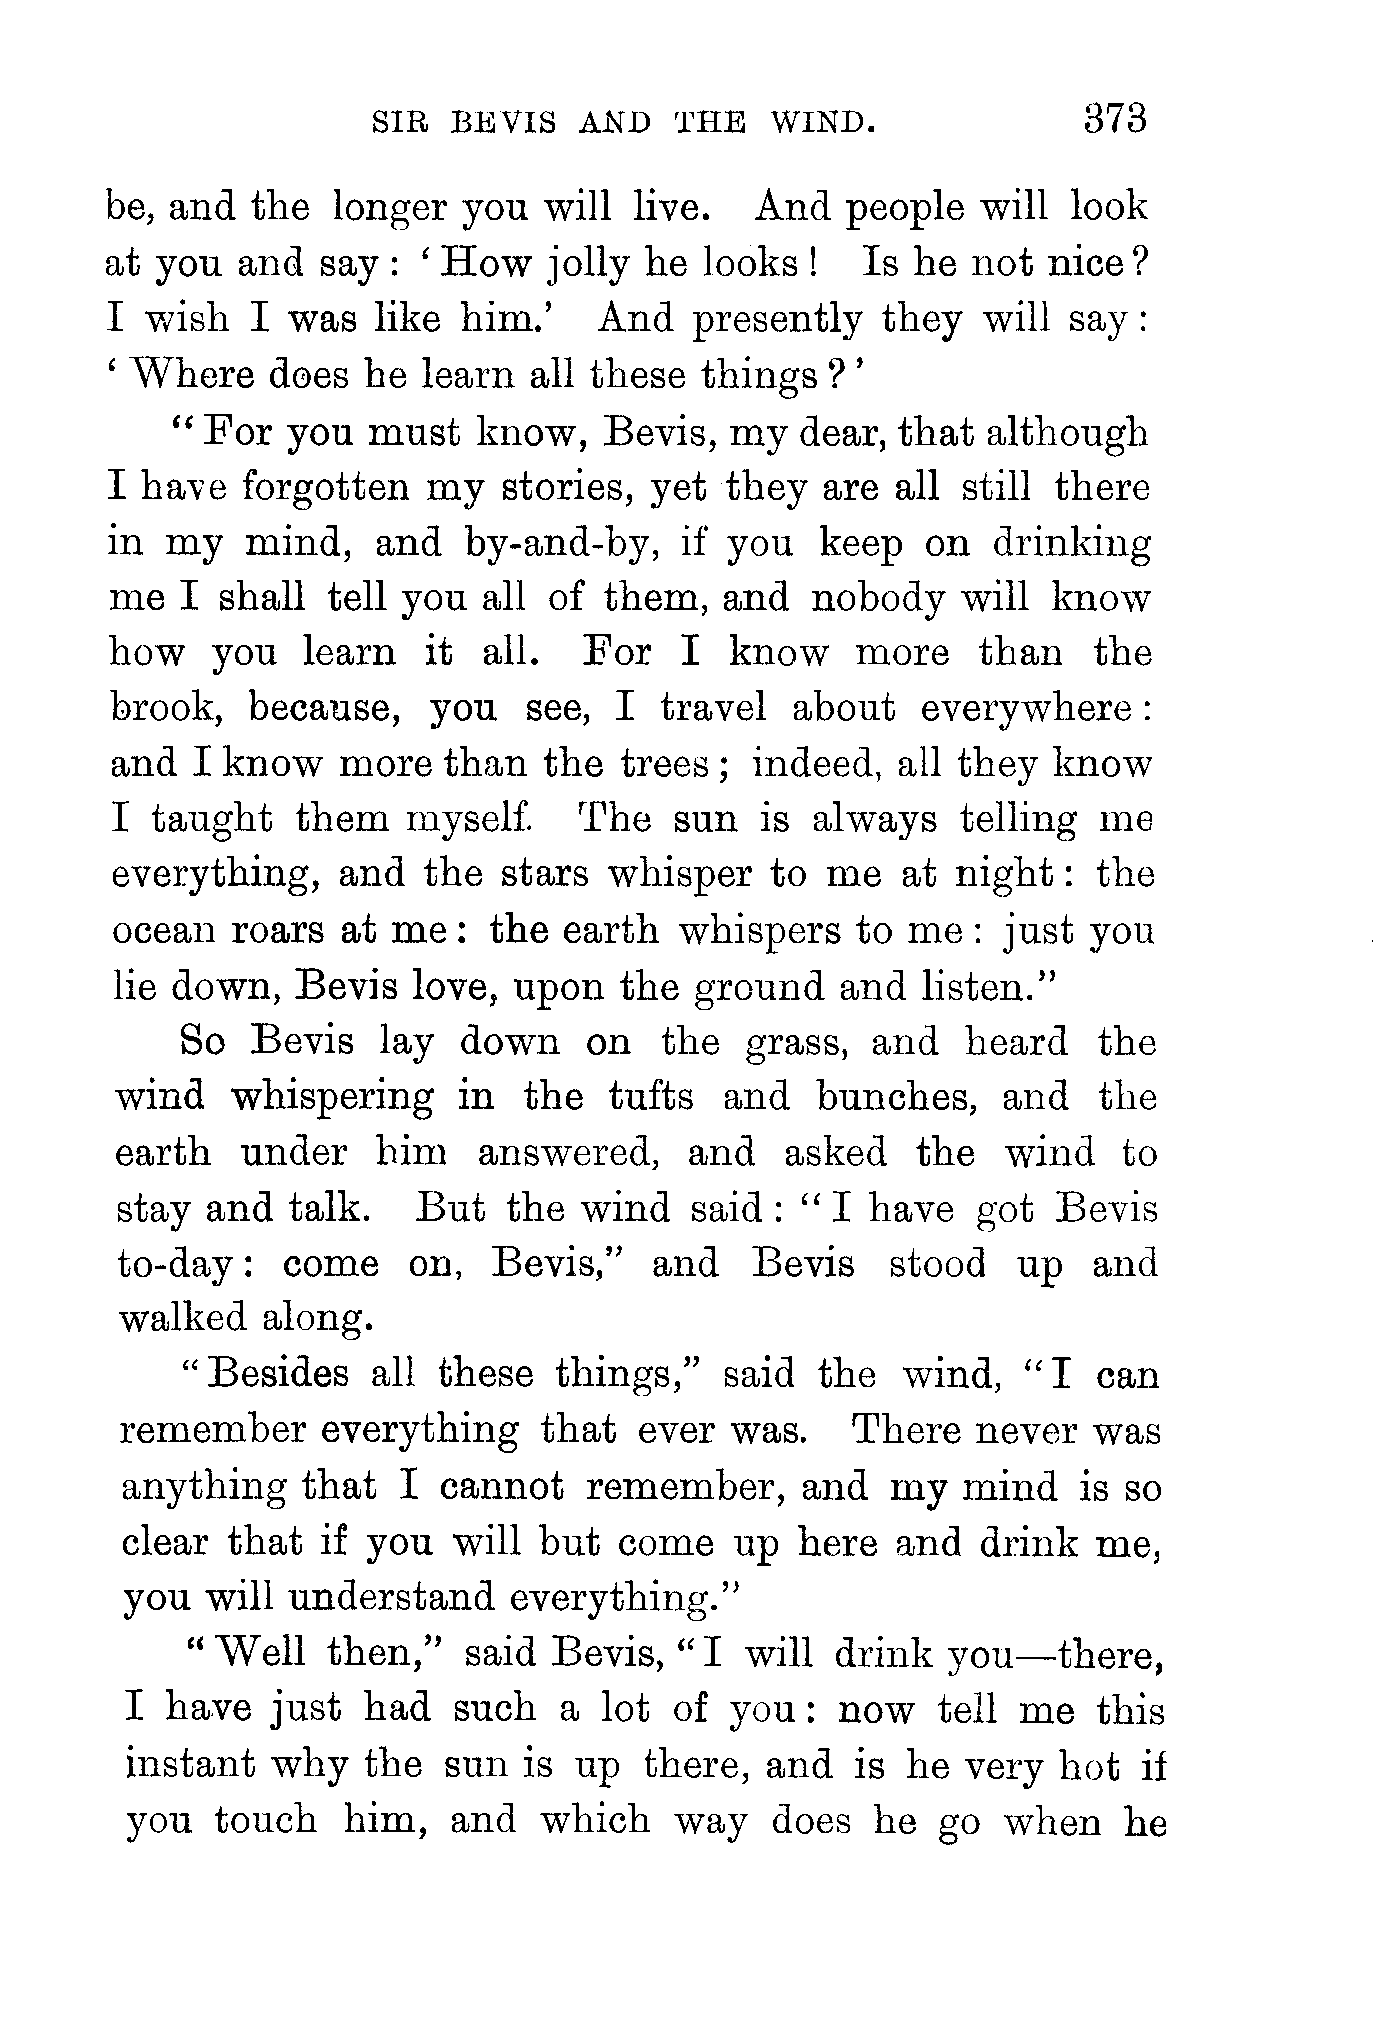 SIR BEVIS AND THE WIND. 373
be, and the longer you will live. And people will look
at you and say: ‘How jolly he looks! Is he not nice?
I wish I was like him.’ And presently they will say:
‘Where does he learn all these things?’
“For you must know, Bevis, my dear, that although
I have forgotten my stories, yet they are all still there
in my mind, and by-and-by, if you keep on drinking
me I shall tell you all of them, and nobody will know
how you learn it all. For I know more than the
brook, because, you see, I travel about everywhere:
and I know more than the trees; indeed, all they know
I taught them myself. The sun is always telling me
everything, and the stars whisper to me at night: the
ocean roars at me: the earth whispers to me: just you
lie down, Bevis love, upon the ground and listen.”
So Bevis lay down on the grass, and heard the
wind whispering in the tufts and bunches, and the
earth under him answered, and asked the wind to
stay and talk. But the wind said: “I have got Bevis
to-day: come on, Bevis,” and Bevis stood up and
walked along.
“Besides all these things,” said the wind, “I can
remember everything that ever was. There never was
anything that I cannot remember, and my mind is so
clear that if you will but come up here and drink me,
you will understand everything.”
“Well then,” said Bevis, “I will drink you—there,
I have just had such a lot of you: now tell me this
instant why the sun is up there, and is he very hot if
you touch him, and which way does he go when he